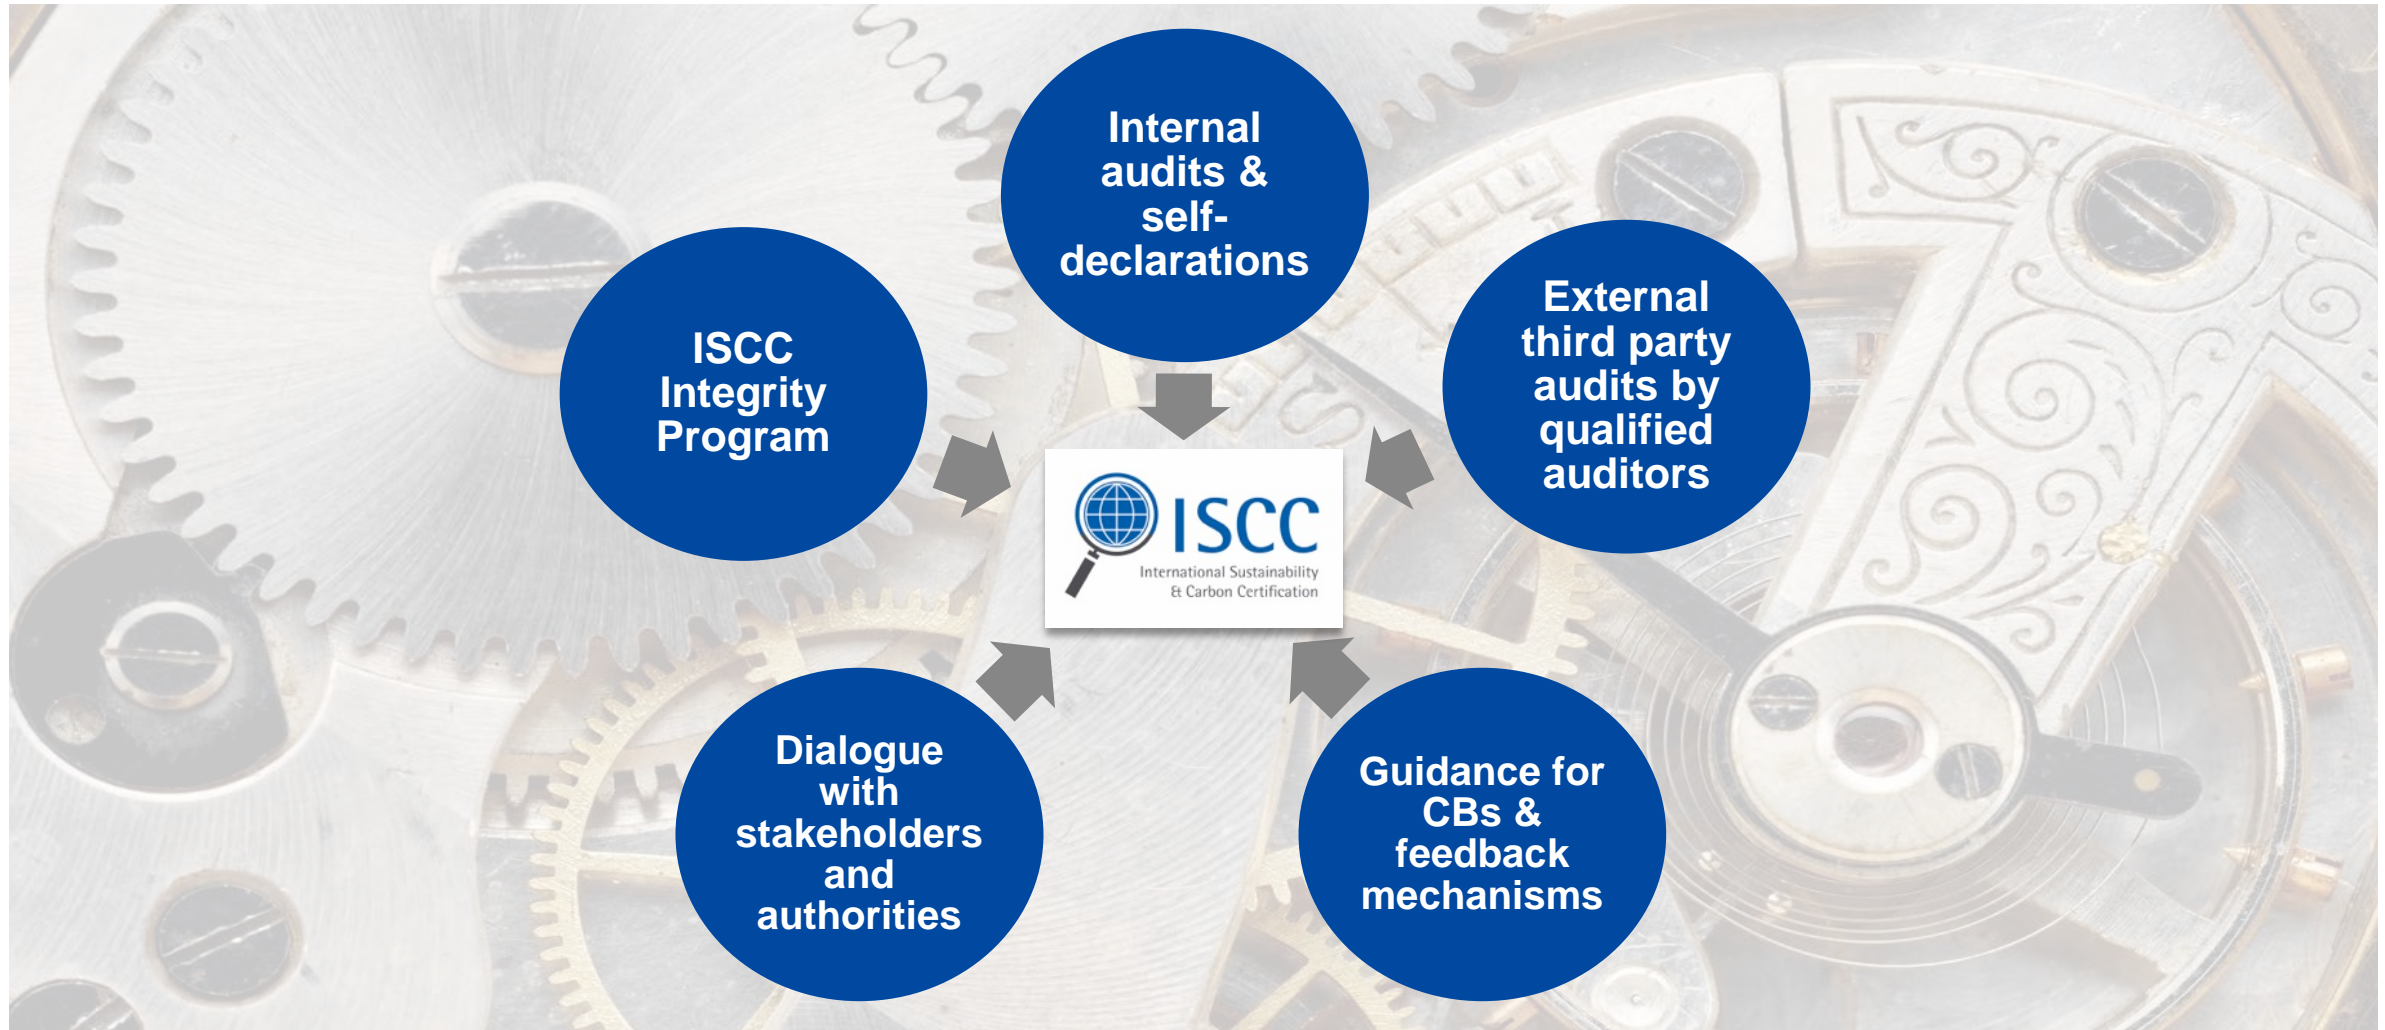 Internal
audits &
self-
declarations
External
third party
audits by
qualified
auditors
Guidance for
CBs &
feedback
mechanisms
Dialogue
with
stakeholders
and
authorities
ISCC
Integrity
Program
ISCC
International Sustainability
& Carbon Certification